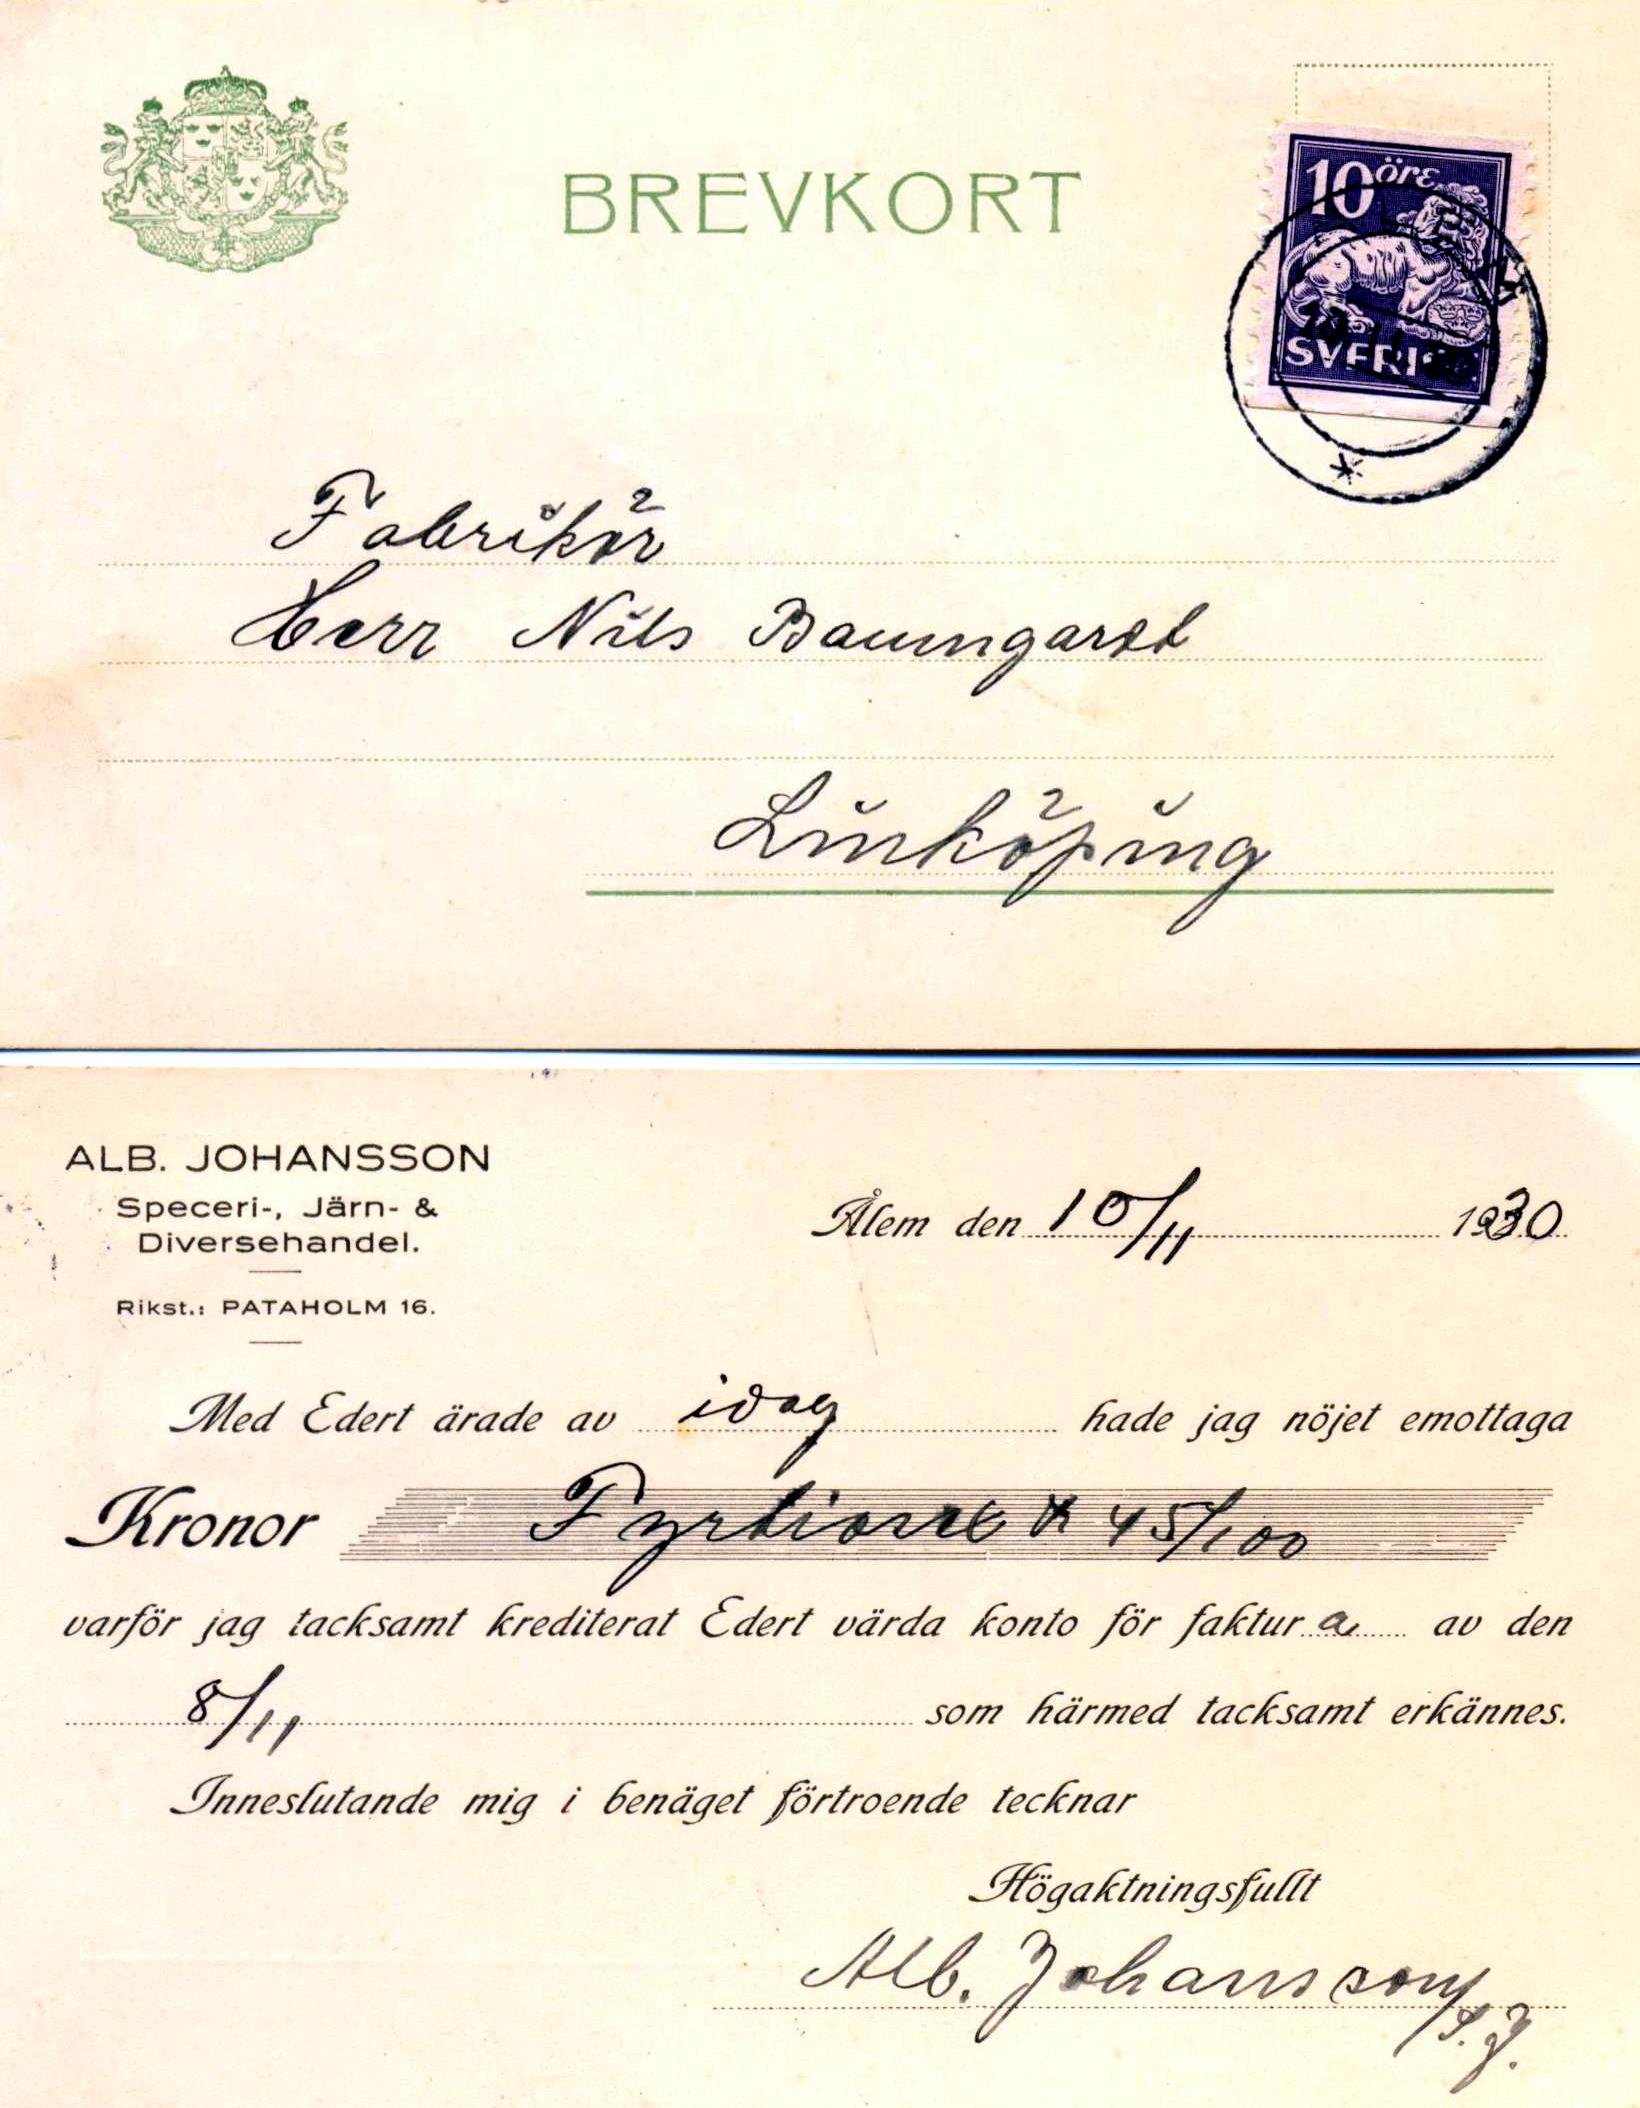 BREVKORT
10 öre
SVERIGE
Fabrikör
Herr Nils Baumgardt
Linköping
ALB. JOHANSSON
Speceri-, Järn- &
Diversehandel.
Rikst.: PATAHOLM 16.
Ålem den 10/11 1930
Med Edert ärade av idag hade jag nöjet emottaga
Kronor Fyrtiosex & 45/100
varför jag tacksamt krediterat Edert värda konto för faktura av den
8/11 som härmed tacksamt erkännes.
Inneslutande mig i benäget förtroende tecknar
Högaktningsfullt
Alb. Johansson
/S. J.